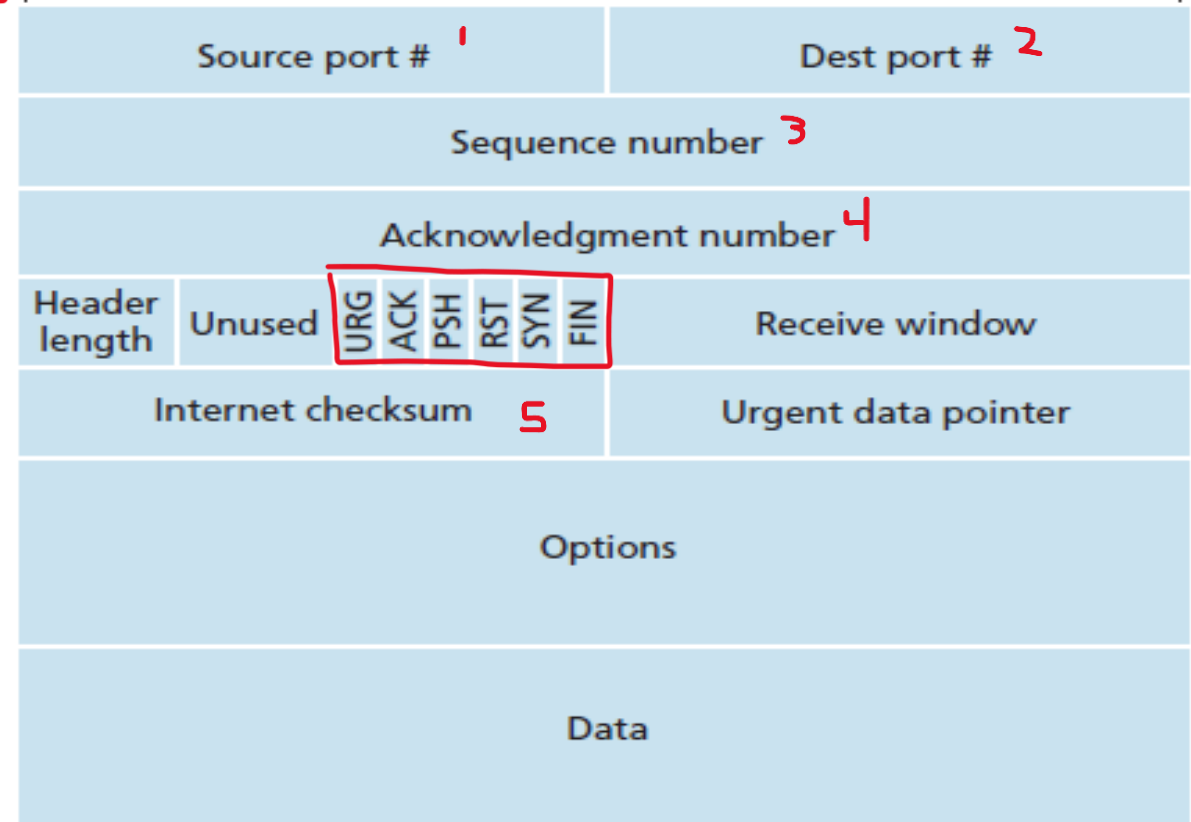 Source port # 1 Dest port # 2
Sequence number 3
Acknowledgment number 4
Header length Unused URG ACK PSH RST SYN FIN Receive window
Internet checksum 5 Urgent data pointer
Options
Data